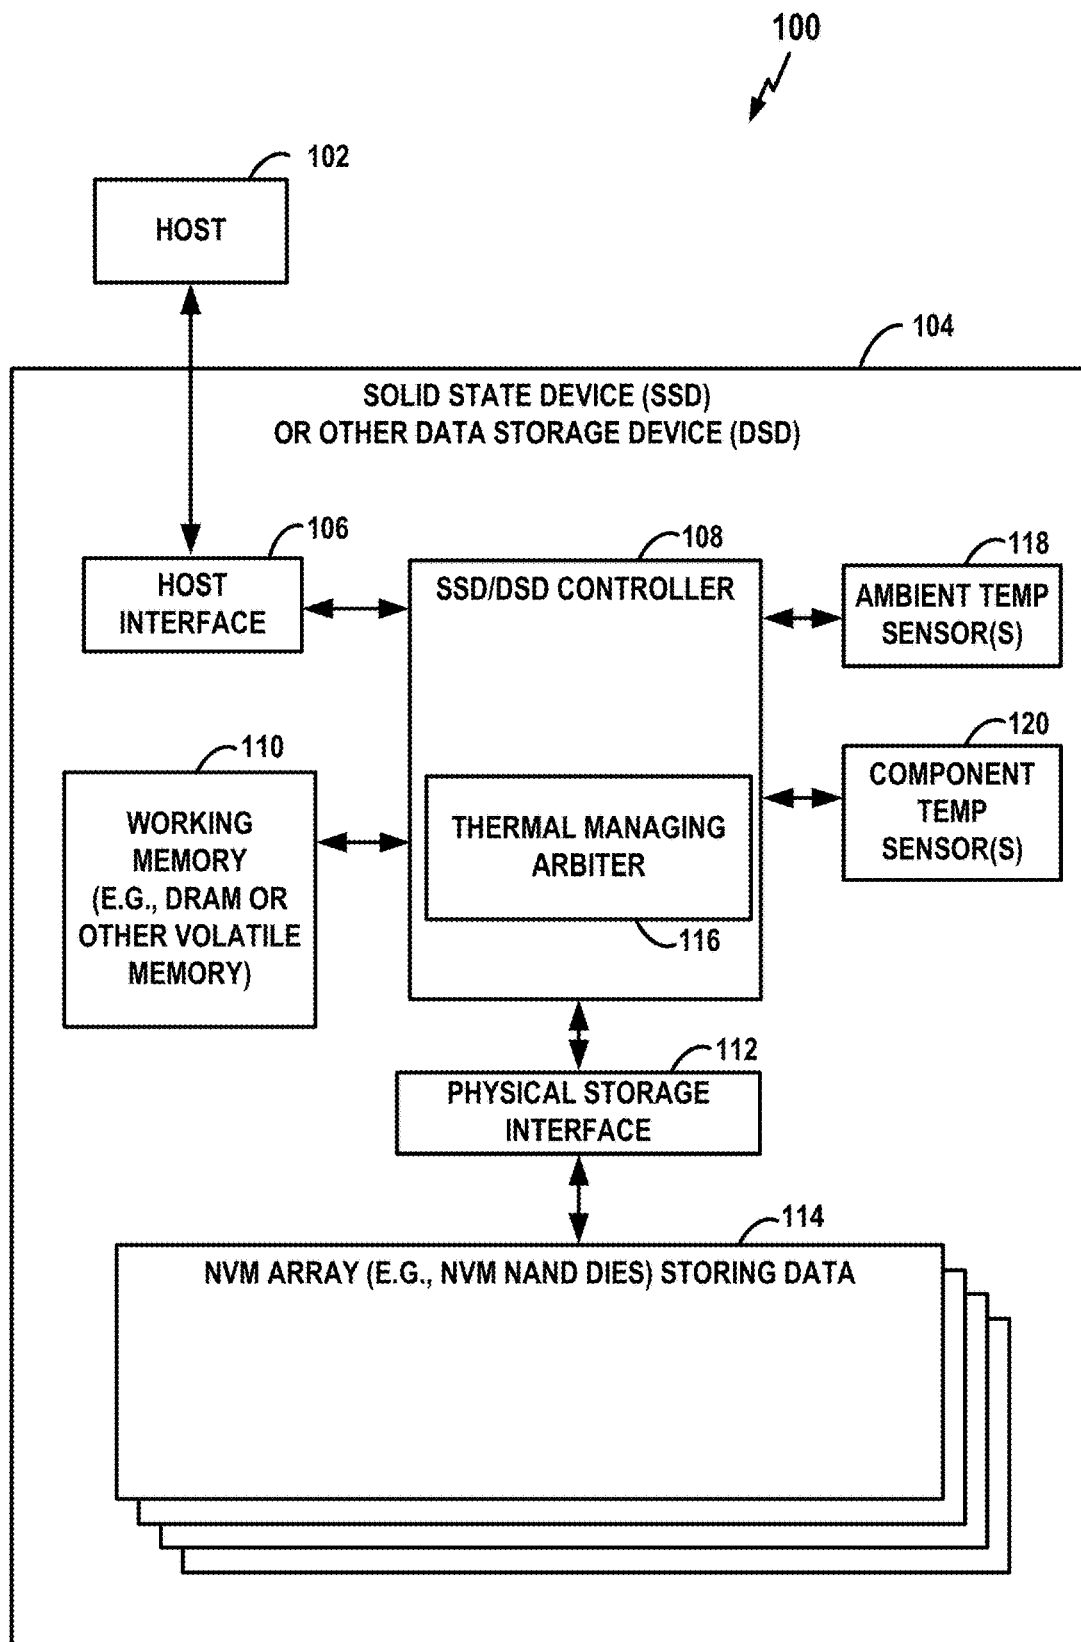 100
102
HOST
104
SOLID STATE DEVICE (SSD)
OR OTHER DATA STORAGE DEVICE (DSD)
106
HOST
INTERFACE
108
SSD/DSD CONTROLLER
118
AMBIENT TEMP
SENSOR(S)
110
WORKING
MEMORY
(E.G., DRAM OR
OTHER VOLATILE
MEMORY)
THERMAL MANAGING
ARBITER
116
120
COMPONENT
TEMP
SENSOR(S)
112
PHYSICAL STORAGE
INTERFACE
114
NVM ARRAY (E.G., NVM NAND DIES) STORING DATA